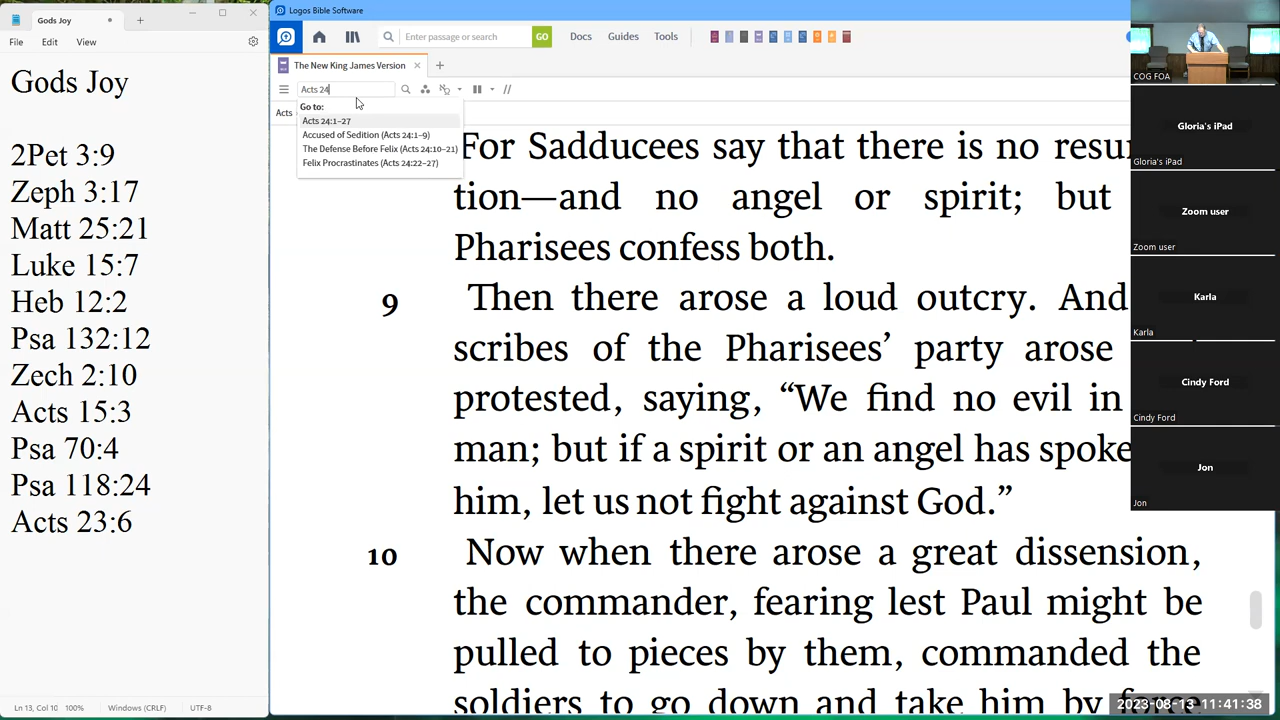 Gods Joy
File Edit View
Gods Joy
2Pet 3:9
Zeph 3:17
Matt 25:21
Luke 15:7
Heb 12:2
Psa 132:12
Zech 2:10
Acts 15:3
Psa 70:4
Psa 118:24
Acts 23:6
Ln 13, Col 10 100% Windows (CRLF) UTF-8
Logos Bible Software
Enter passage or search GO Docs Guides Tools
The New King James Version
Acts 24
Acts
Go to:
Acts 24:1–27
Accused of Sedition (Acts 24:1–9)
The Defense Before Felix (Acts 24:10–21)
Felix Procrastinates (Acts 24:22–27)
For Sadducees say that there is no resu
tion—and no angel or spirit; but
Pharisees confess both.
9 Then there arose a loud outcry. And
scribes of the Pharisees’ party arose
protested, saying, “We find no evil in
man; but if a spirit or an angel has spoke
him, let us not fight against God.”
10 Now when there arose a great dissension,
the commander, fearing lest Paul might be
pulled to pieces by them, commanded the
soldiers to go down and take him by force
COG FOA
Gloria's iPad
Gloria's iPad
Zoom user
Zoom user
Karla
Karla
Cindy Ford
Cindy Ford
Jon
Jon
2023-08-13 11:41:38